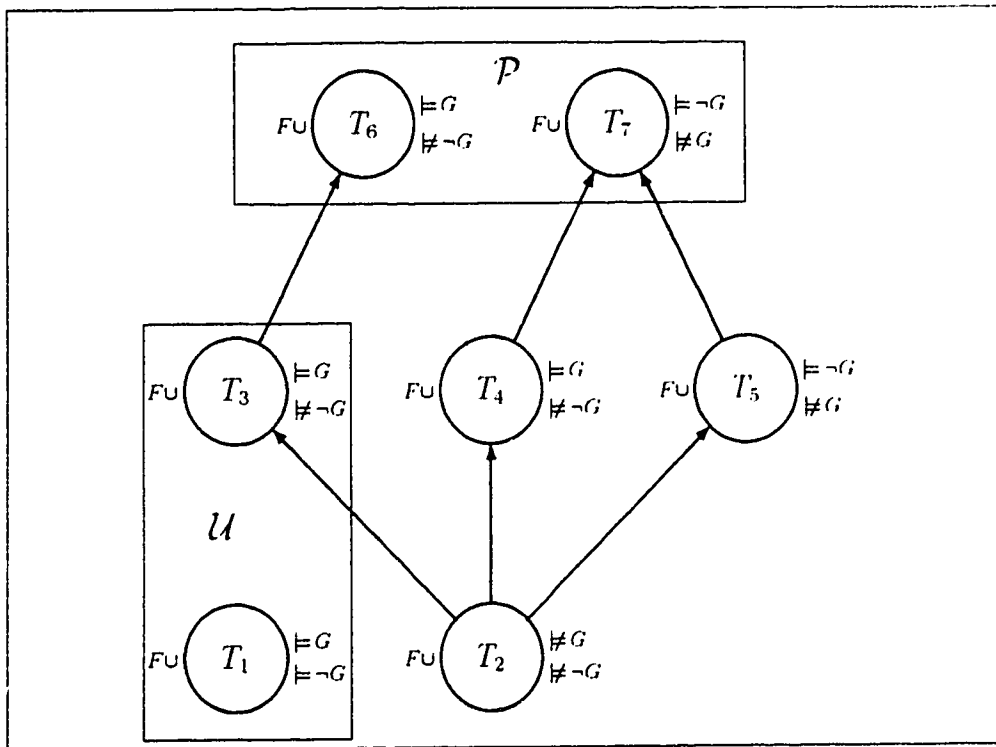 𝒫
F∪ T₆ ⊨G
⊭¬G
F∪ T₇ ⊨¬G
⊭G
F∪ T₃ ⊨G
⊭¬G
F∪ T₄ ⊨G
⊭¬G
F∪ T₅ ⊨¬G
⊭G
𝒰
F∪ T₁ ⊨G
⊨¬G
F∪ T₂ ⊭G
⊭¬G